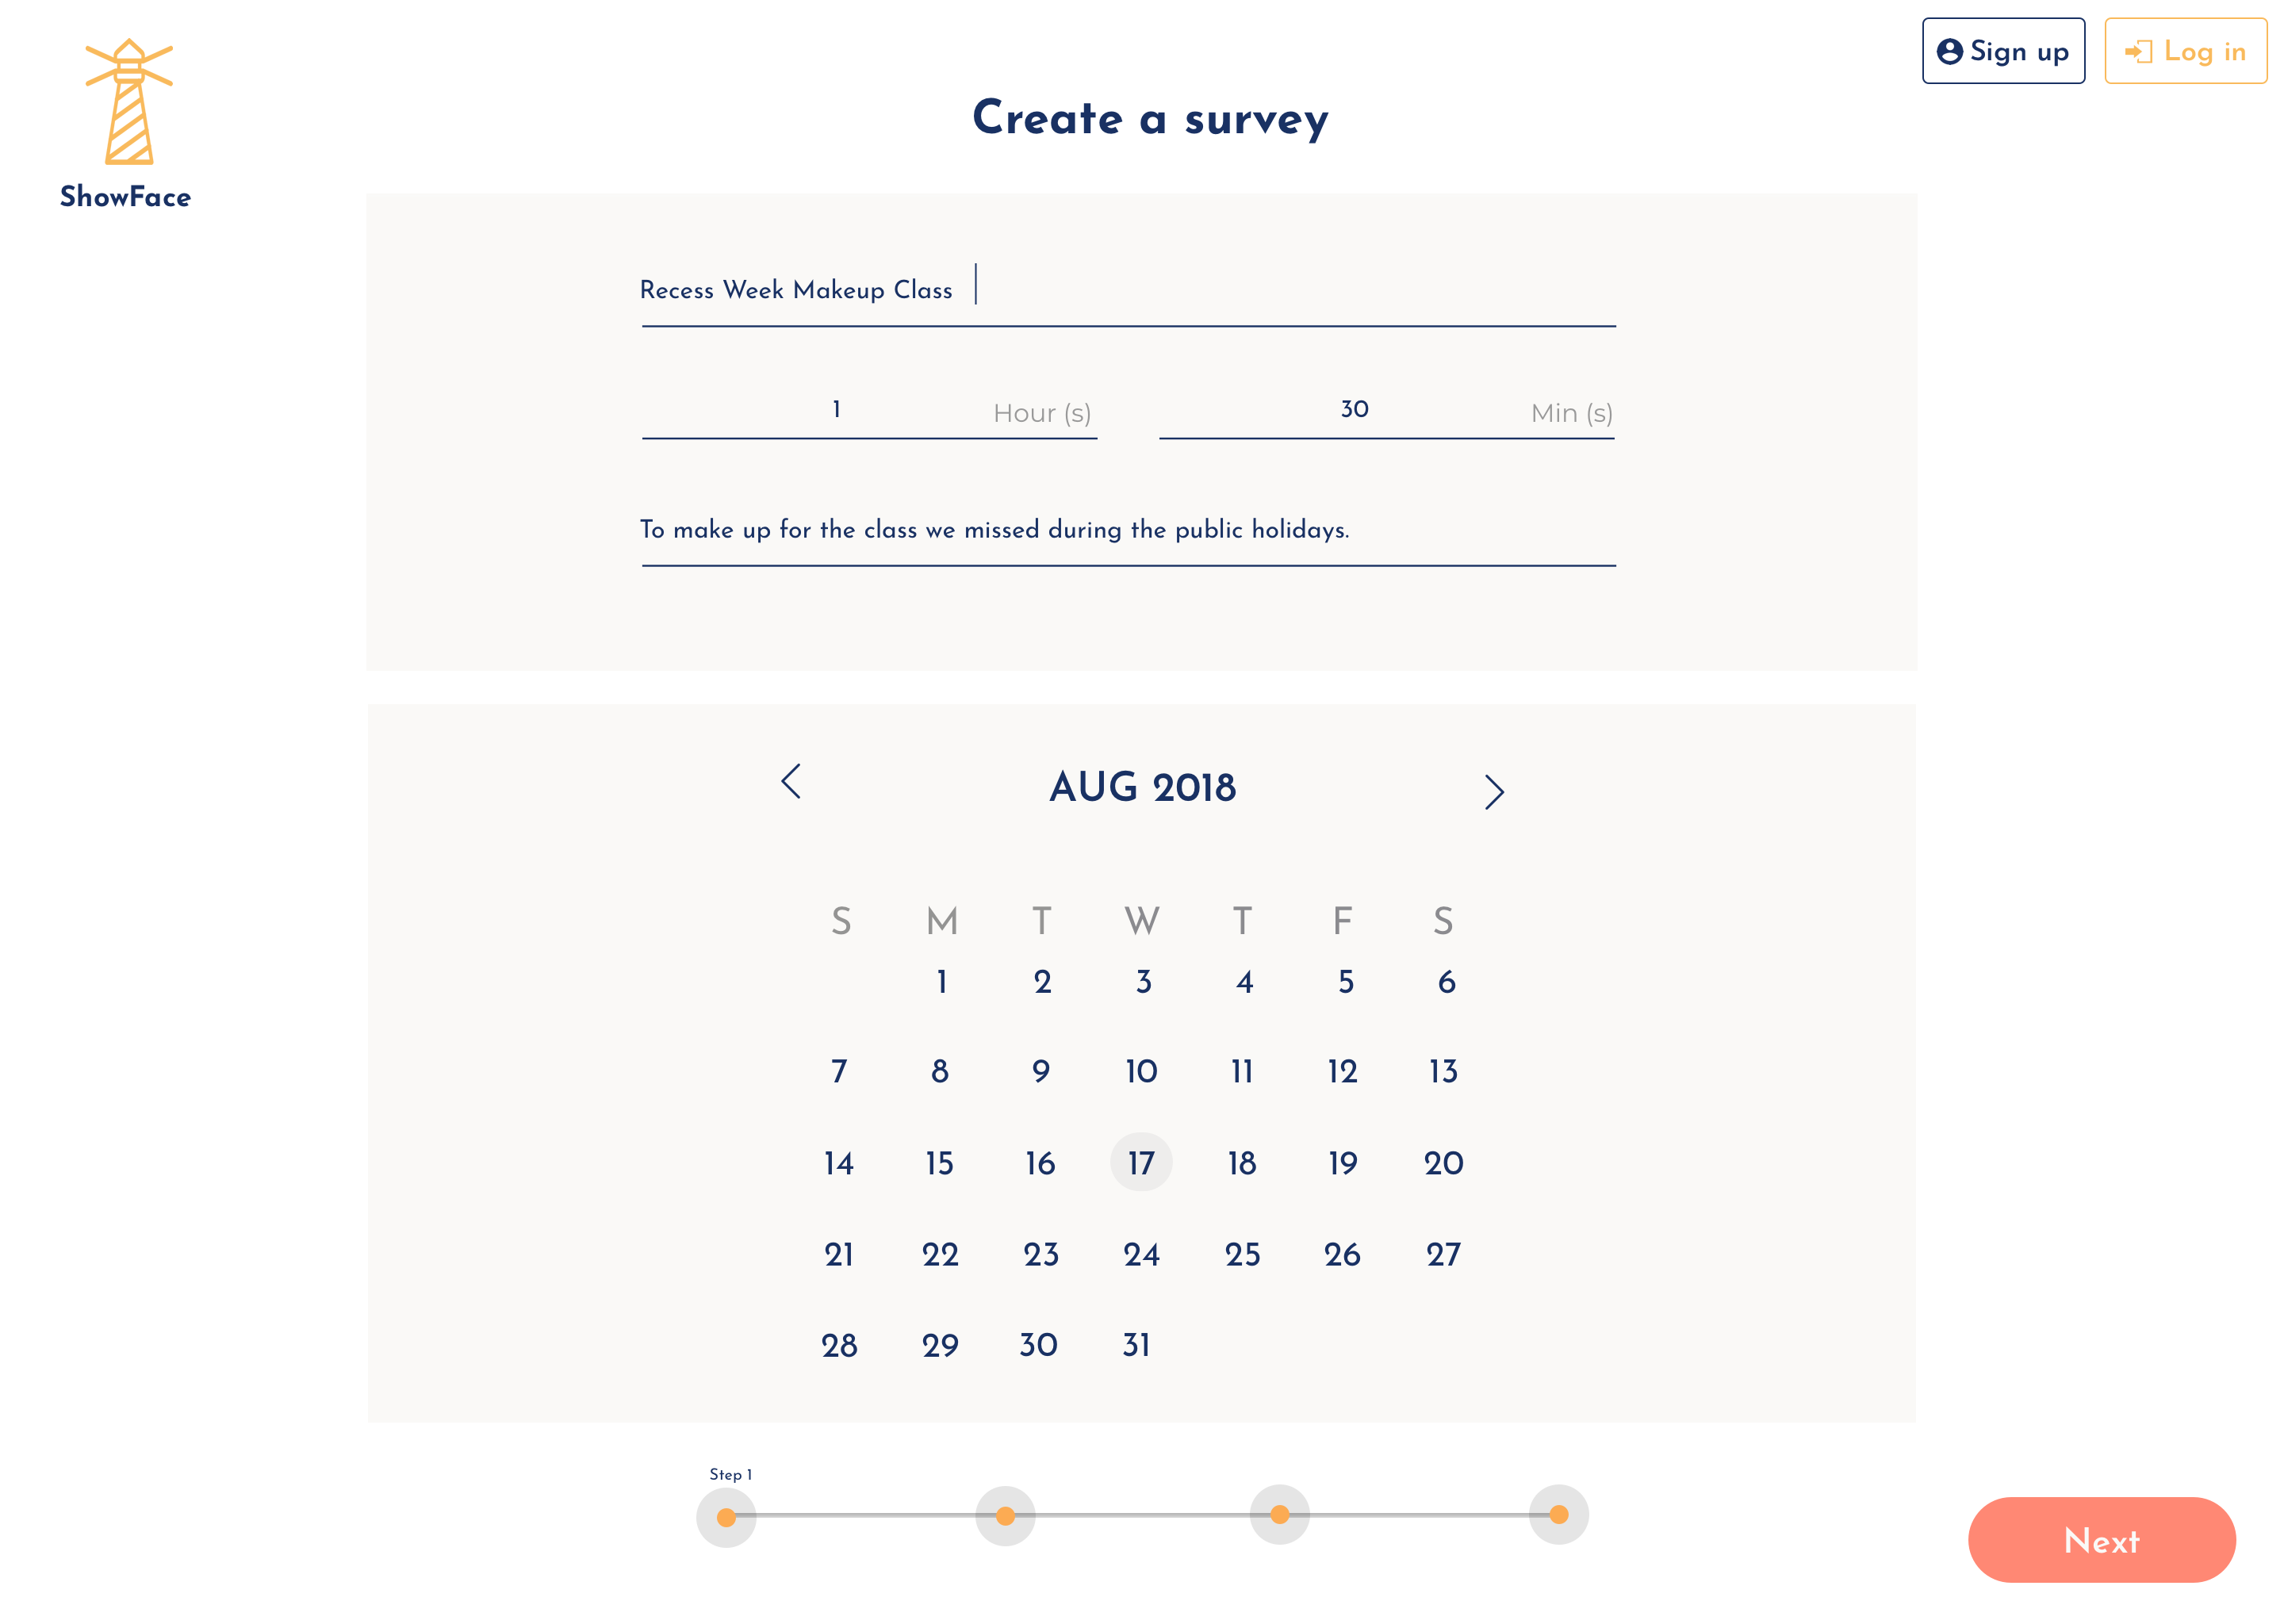 Sign up
Log in
Create a survey
ShowFace
Recess Week Makeup Class
1 Hour (s) 30 Min (s)
To make up for the class we missed during the public holidays.
AUG 2018
S M T W T F S
1 2 3 4 5 6
7 8 9 10 11 12 13
14 15 16 17 18 19 20
21 22 23 24 25 26 27
28 29 30 31
Step 1
Next